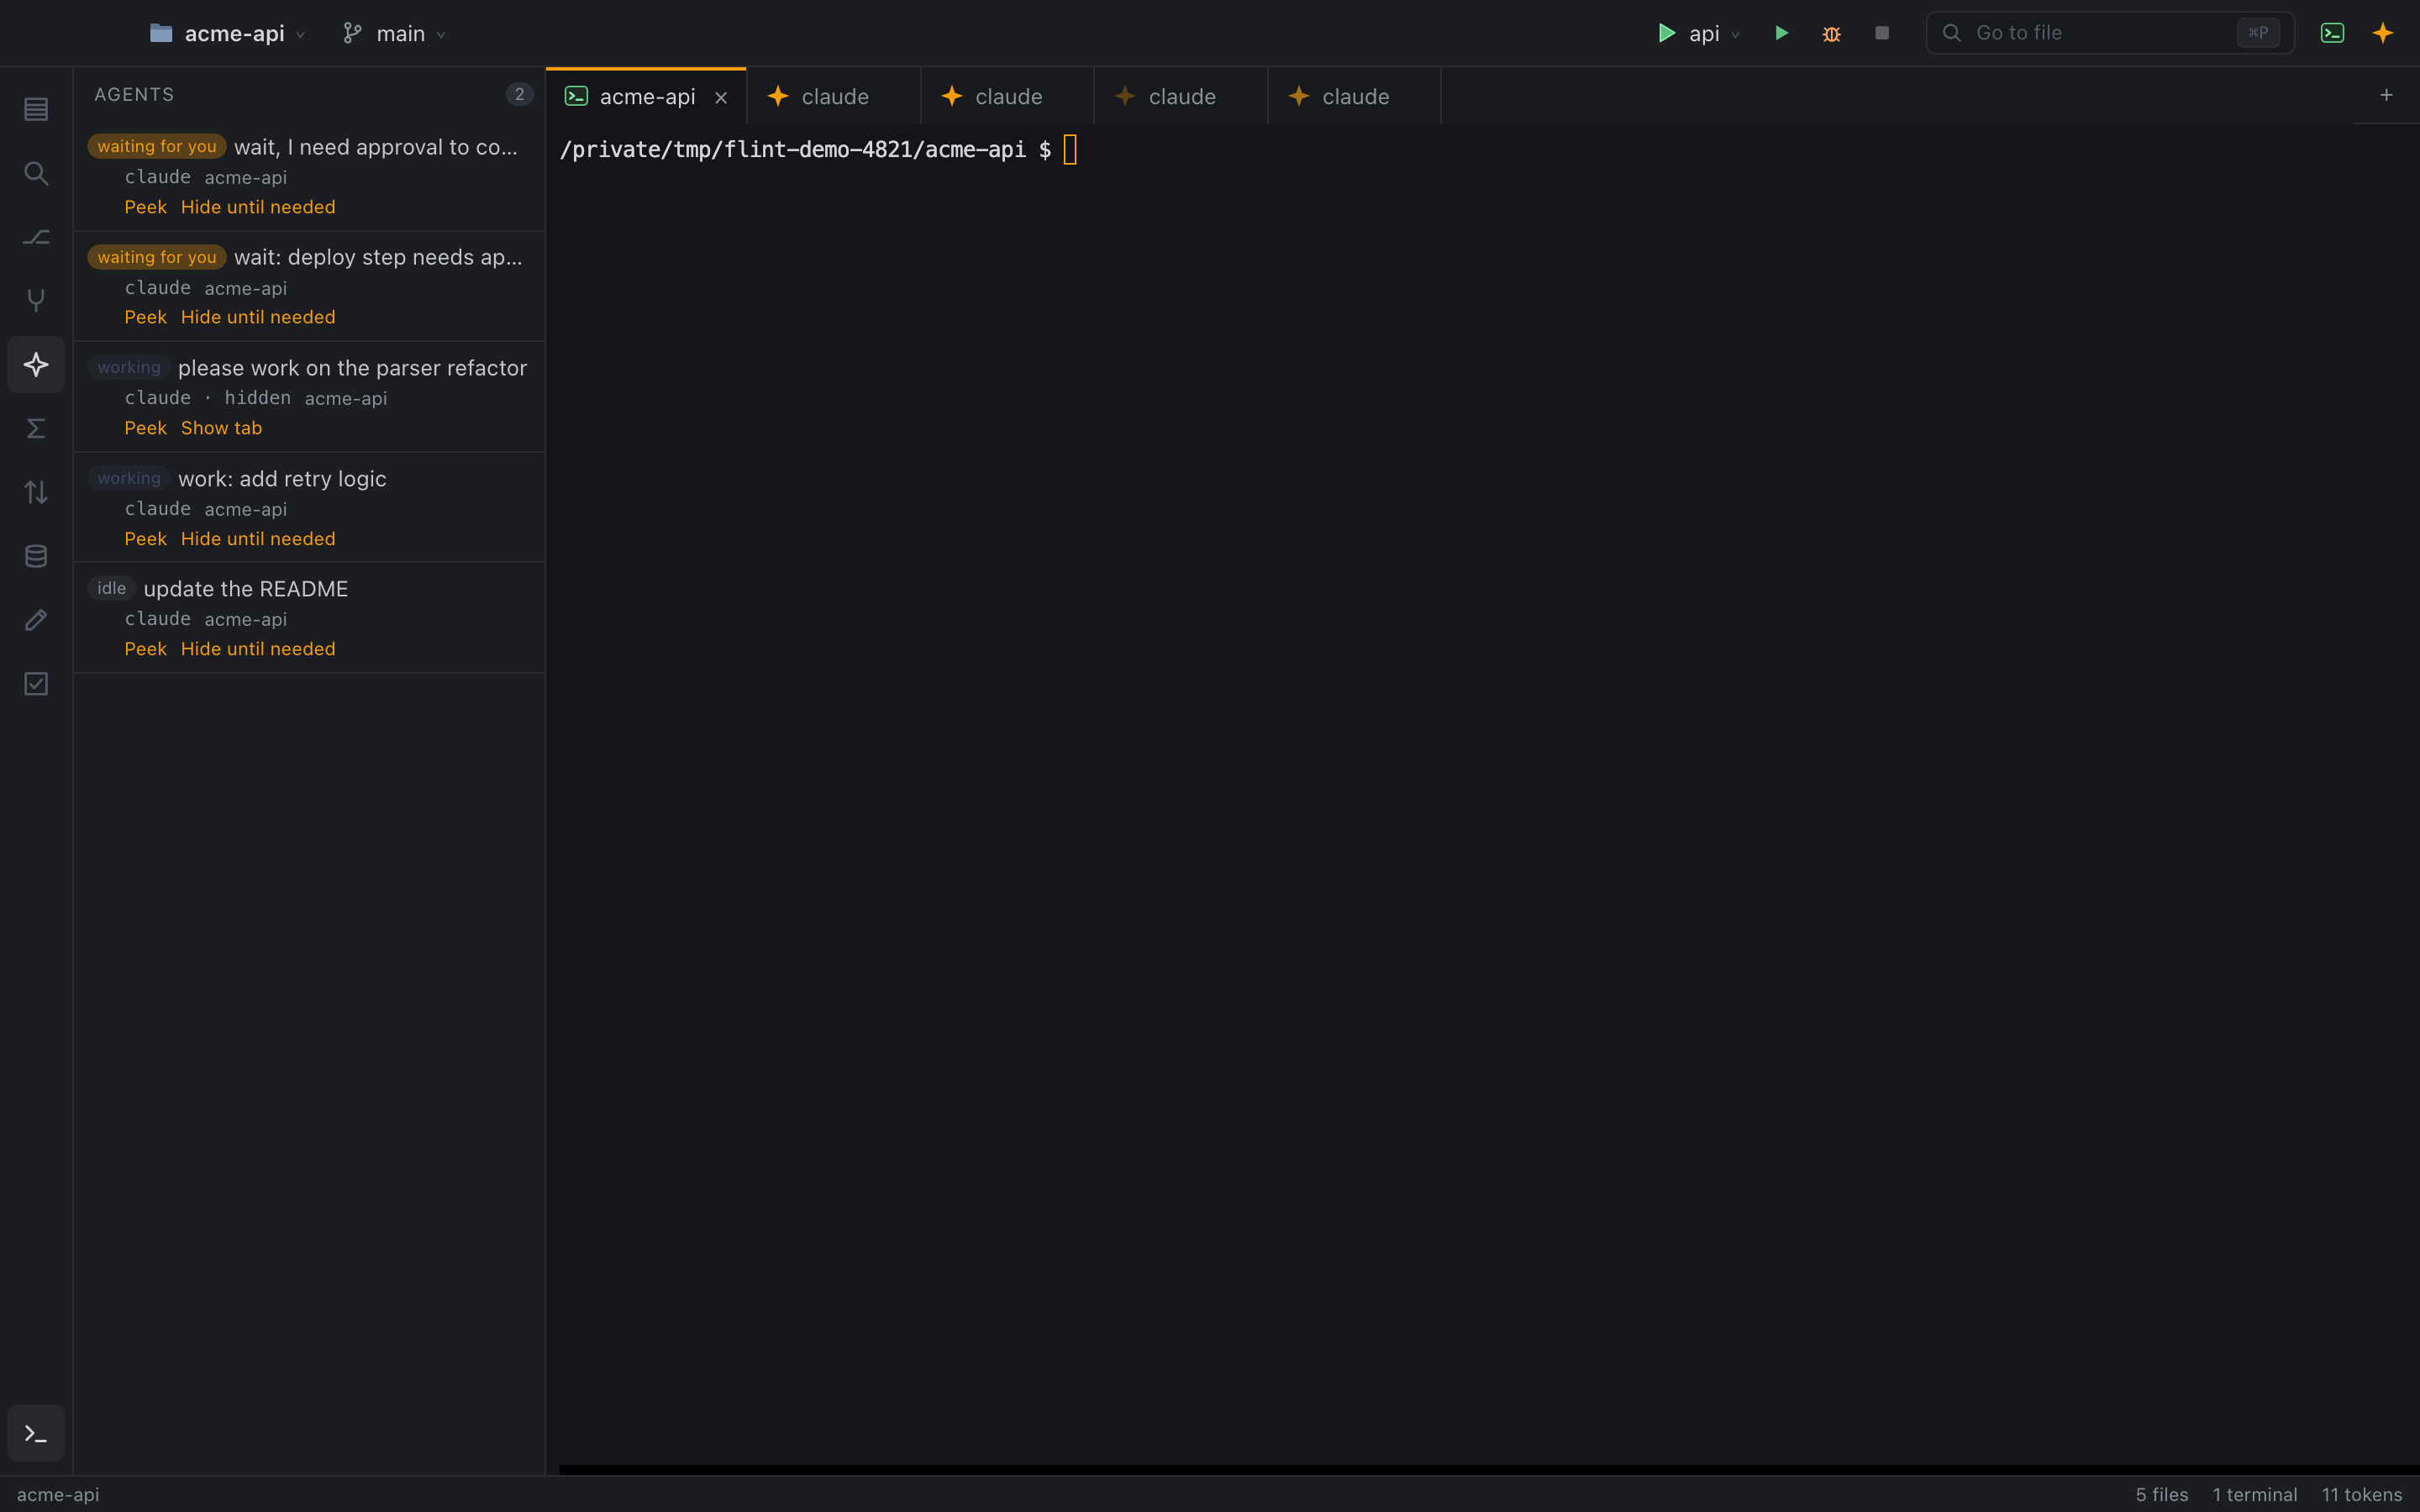 acme-api main api Go to file ⌘P
AGENTS 2
acme-api × claude claude claude claude +
waiting for you wait, I need approval to co...
claude acme-api
Peek Hide until needed
waiting for you wait: deploy step needs ap...
claude acme-api
Peek Hide until needed
working please work on the parser refactor
claude · hidden acme-api
Peek Show tab
working work: add retry logic
claude acme-api
Peek Hide until needed
idle update the README
claude acme-api
Peek Hide until needed
/private/tmp/flint-demo-4821/acme-api $
acme-api 5 files 1 terminal 11 tokens